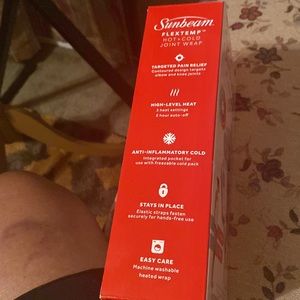 Sunbeam
FLEXTEMP™
HOT + COLD
JOINT WRAP
TARGETED PAIN RELIEF
Contoured design targets
elbow and knee joints
HIGH-LEVEL HEAT
3 heat settings
2 hour auto-off
ANTI-INFLAMMATORY COLD
Integrated pocket for
use with freezable cold pack
STAYS IN PLACE
Elastic straps fasten
securely for hands-free use
EASY CARE
Machine washable
heated wrap